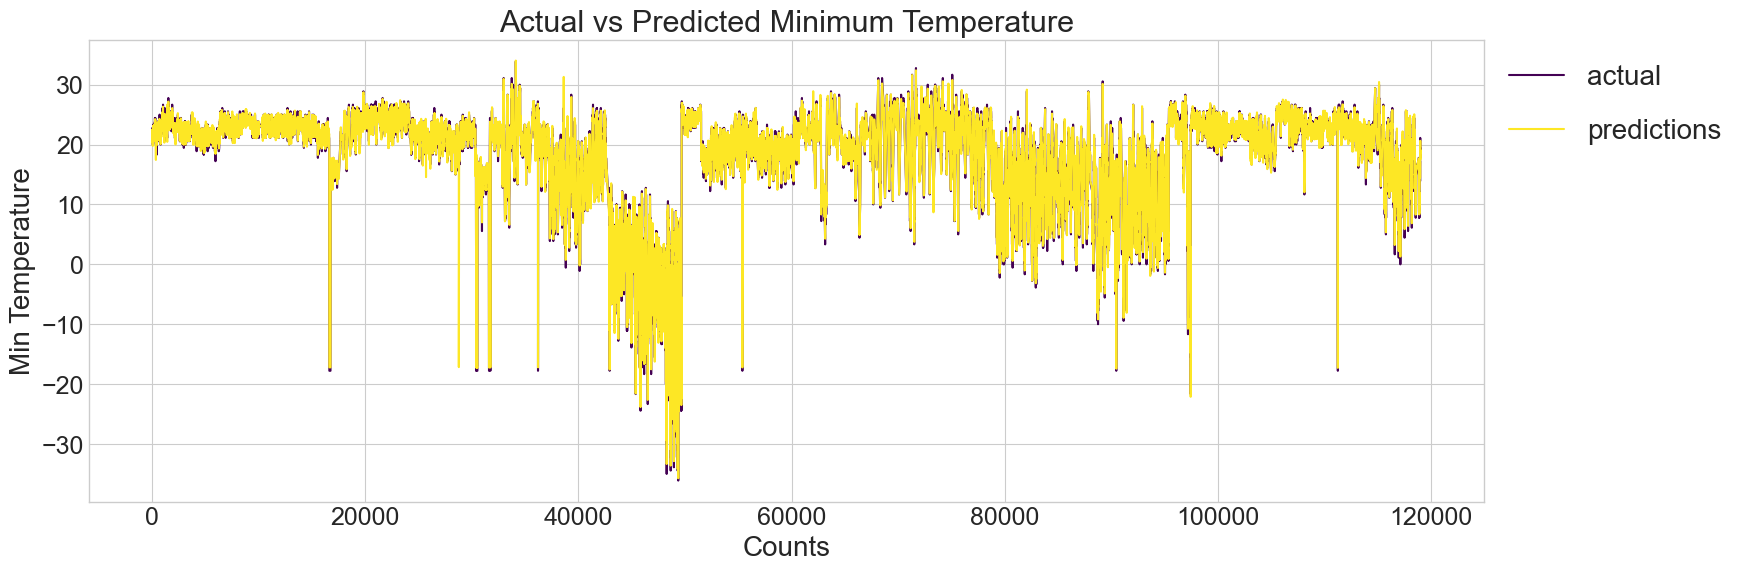 Actual vs Predicted Minimum Temperature
actual
predictions
Min Temperature
30
20
10
0
−10
−20
−30
0 20000 40000 60000 80000 100000 120000
Counts